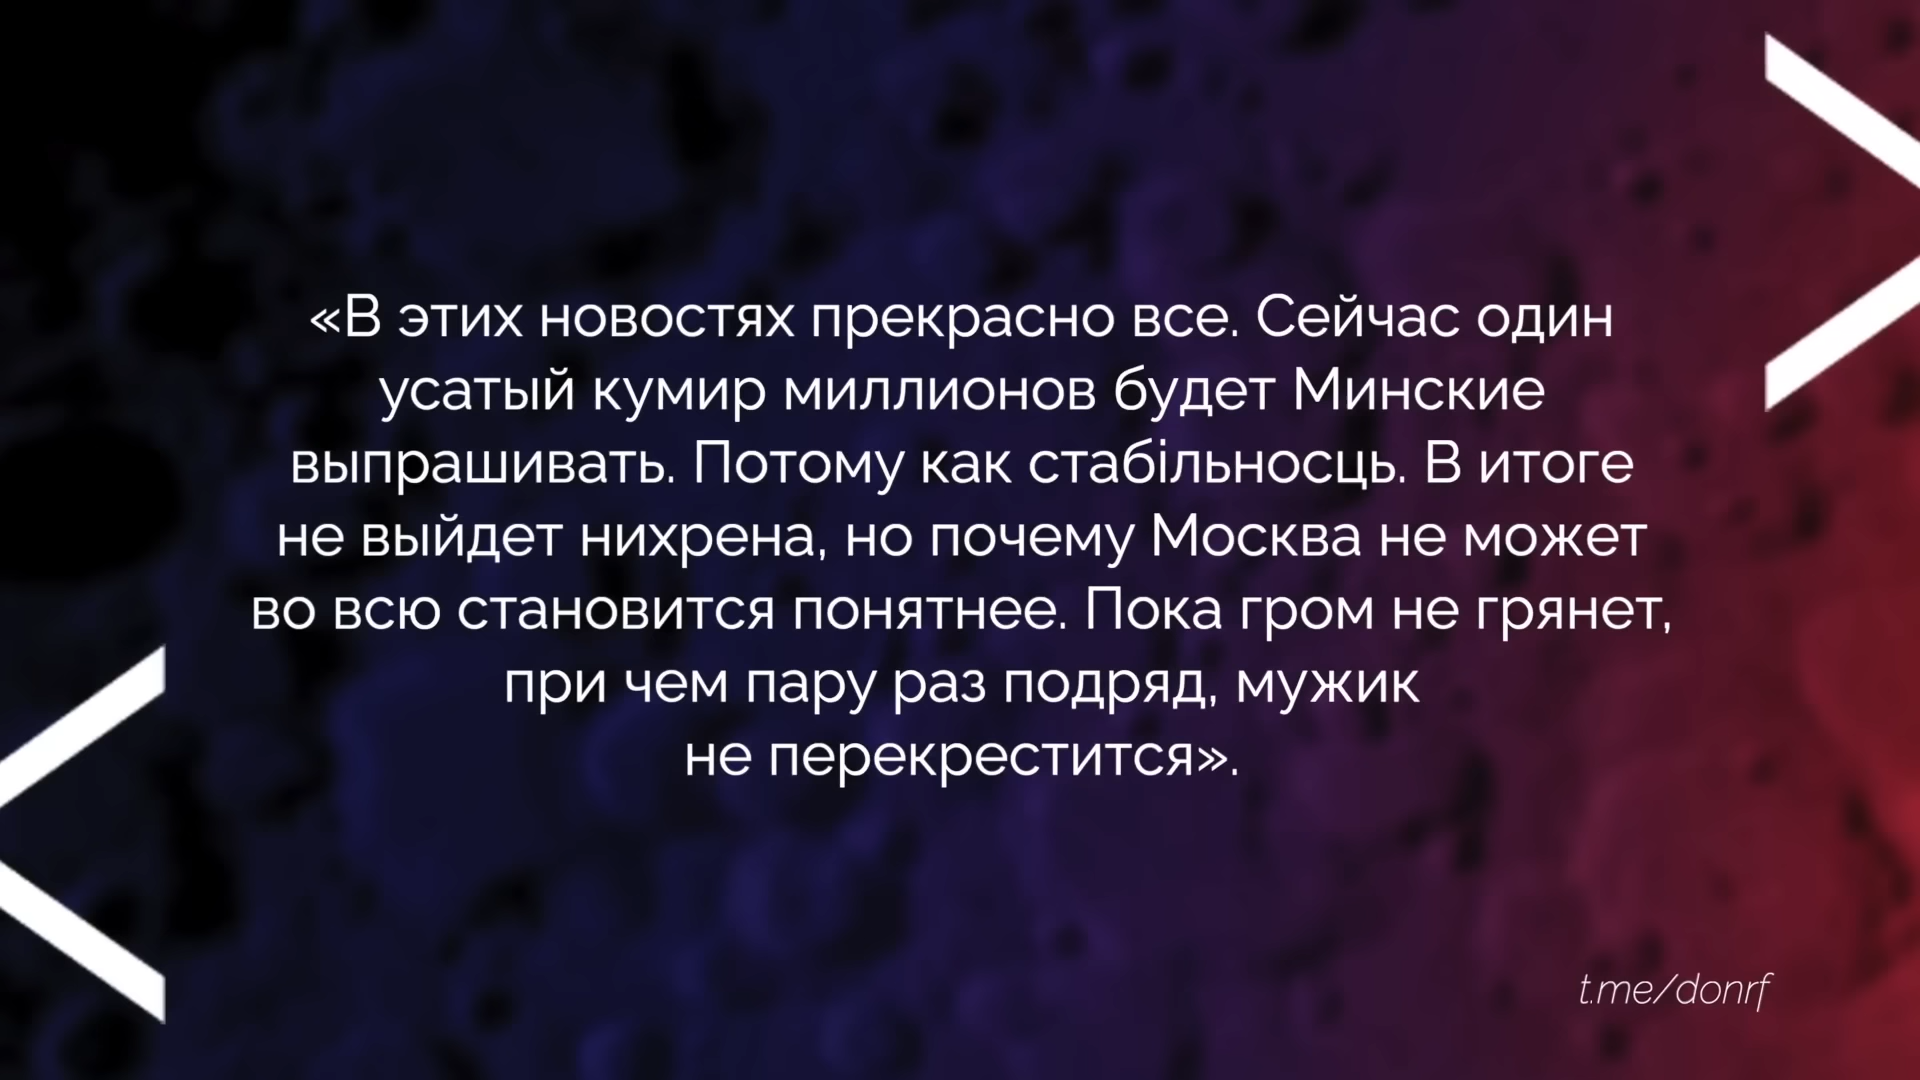 «В этих новостях прекрасно все. Сейчас один
усатый кумир миллионов будет Минские
выпрашивать. Потому как стабільносць. В итоге
не выйдет нихрена, но почему Москва не может
во всю становится понятнее. Пока гром не грянет,
при чем пару раз подряд, мужик
не перекрестится».
t.me/donrf